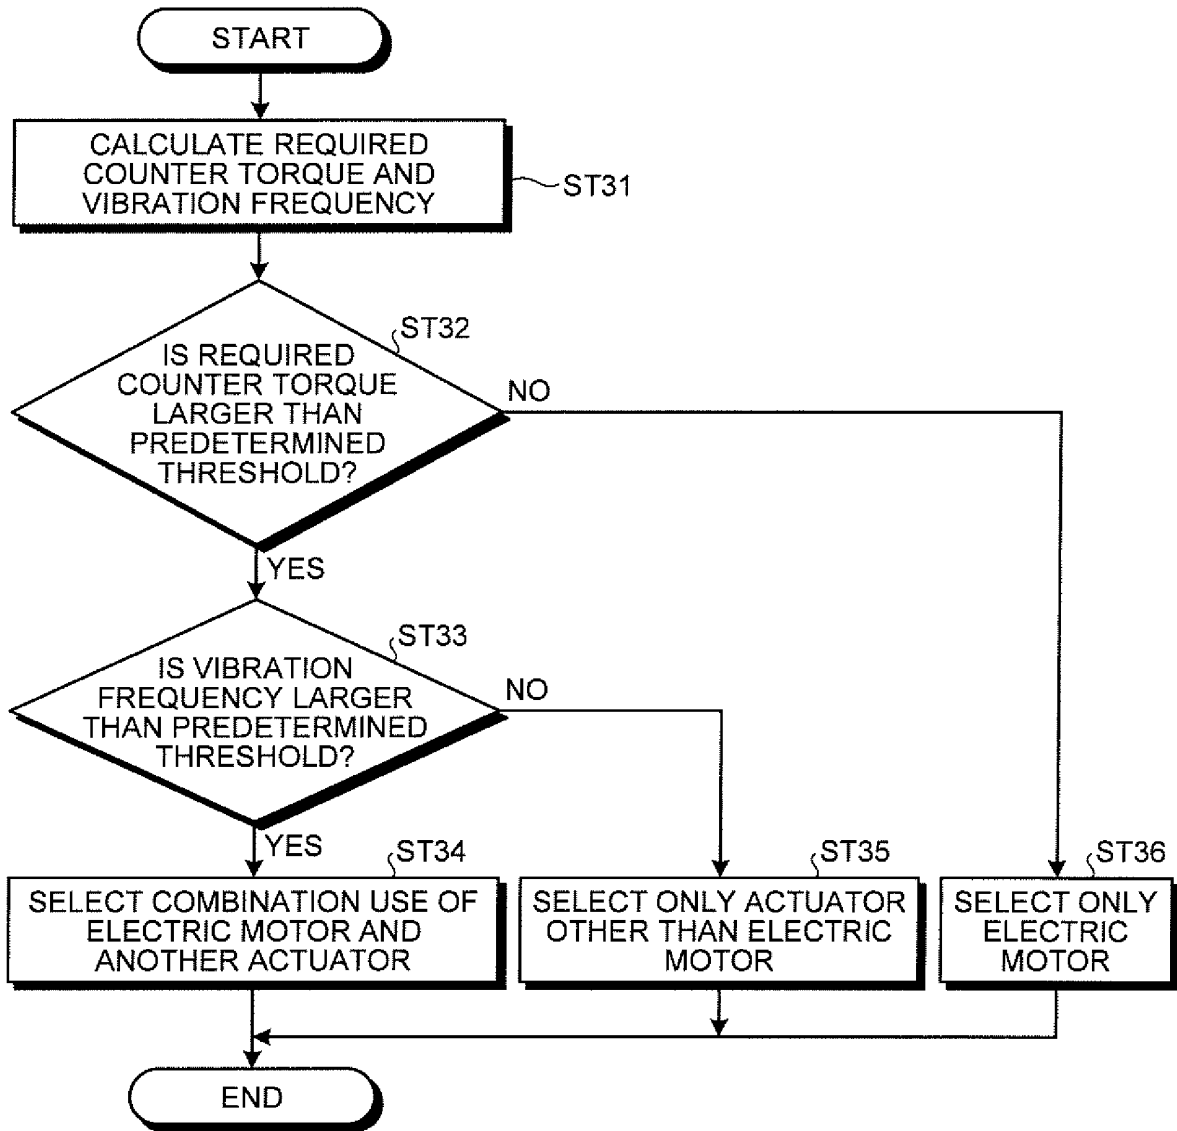 START
CALCULATE REQUIRED
COUNTER TORQUE AND
VIBRATION FREQUENCY
ST31
ST32
IS REQUIRED
COUNTER TORQUE
LARGER THAN
PREDETERMINED
THRESHOLD?
NO
YES
ST33
IS VIBRATION
FREQUENCY LARGER
THAN PREDETERMINED
THRESHOLD?
NO
YES
ST34
SELECT COMBINATION USE OF
ELECTRIC MOTOR AND
ANOTHER ACTUATOR
ST35
SELECT ONLY ACTUATOR
OTHER THAN ELECTRIC
MOTOR
ST36
SELECT ONLY
ELECTRIC
MOTOR
END